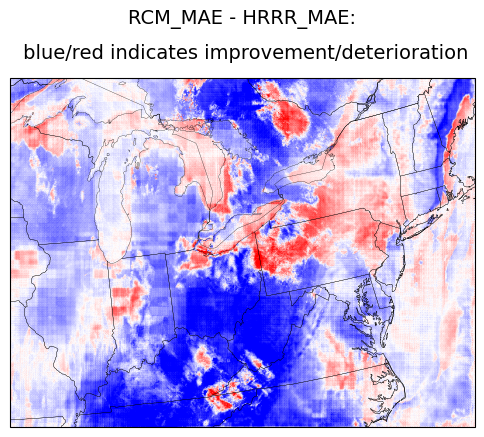 RCM_MAE - HRRR_MAE:
blue/red indicates improvement/deterioration